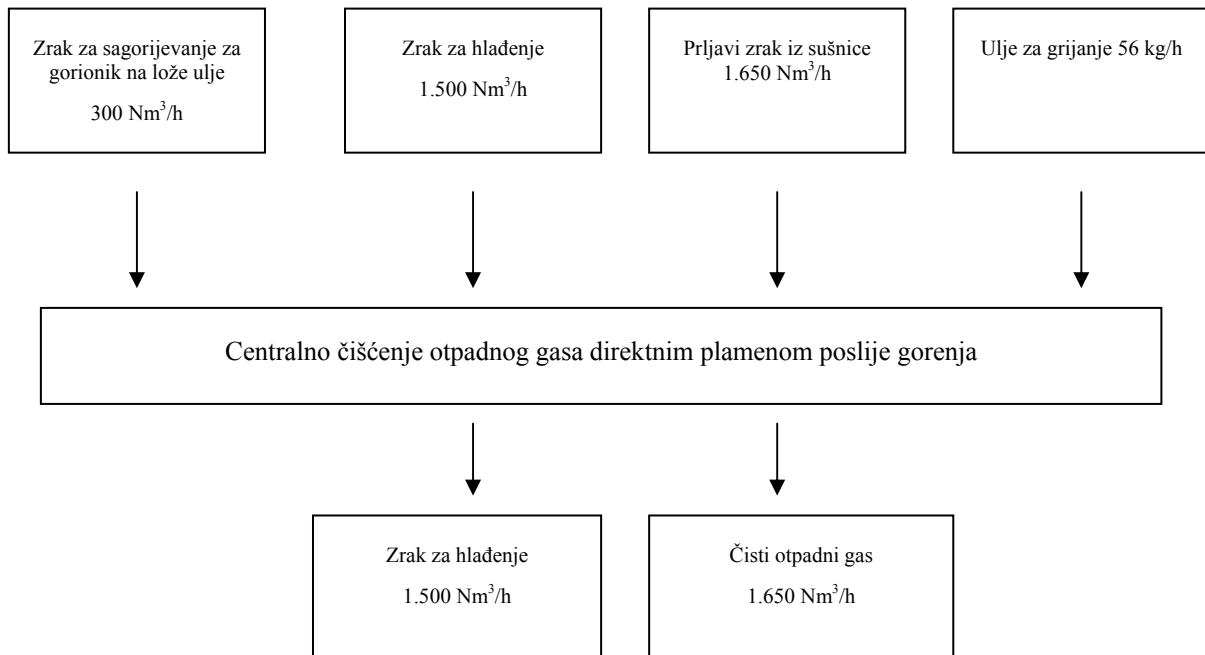 Zrak za sagorijevanje za
gorionik na lože ulje
300 Nm³/h
Zrak za hlađenje
1.500 Nm³/h
Prljavi zrak iz sušnice
1.650 Nm³/h
Ulje za grijanje 56 kg/h
Centralno čišćenje otpadnog gasa direktnim plamenom poslije gorenja
Zrak za hlađenje
1.500 Nm³/h
Čisti otpadni gas
1.650 Nm³/h